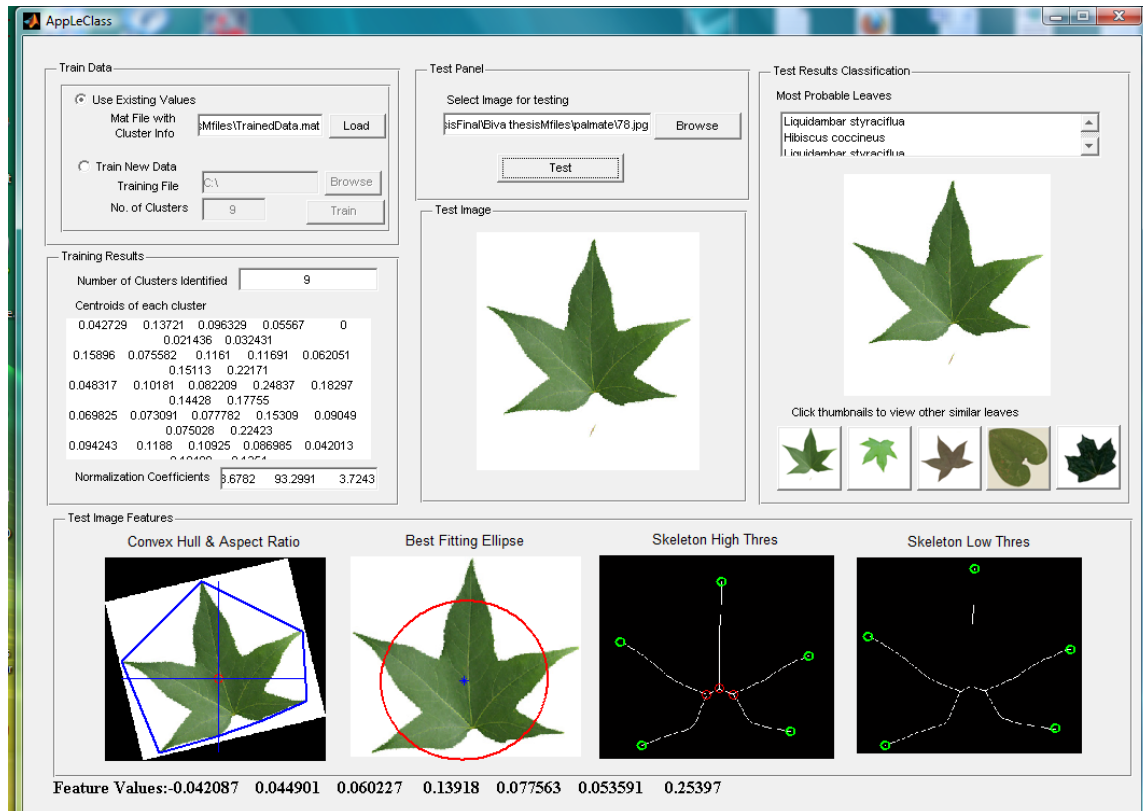 AppLeClass
Train Data
Use Existing Values
Mat File with
Cluster Info
sMfiles\TrainedData.mat
Load
Train New Data
Training File
C:\
Browse
No. of Clusters
9
Train
Training Results
Number of Clusters Identified
9
Centroids of each cluster
0.042729 0.13721 0.096329 0.05567 0
0.021436 0.032431
0.15896 0.075582 0.1161 0.11691 0.062051
0.15113 0.22171
0.048317 0.10181 0.082209 0.24837 0.18297
0.14428 0.17755
0.069825 0.073091 0.077782 0.15309 0.09049
0.075028 0.22423
0.094243 0.1188 0.10925 0.086985 0.042013
Normalization Coefficients
3.6782 93.2991 3.7243
Test Panel
Select Image for testing
sisFinal\Biva thesisMfiles\palmate\78.jpg
Browse
Test
Test Image
Test Results Classification
Most Probable Leaves
Liquidambar styraciflua
Hibiscus coccineus
Liquidambar styraciflua
Click thumbnails to view other similar leaves
Test Image Features
Convex Hull & Aspect Ratio
Best Fitting Ellipse
Skeleton High Thres
Skeleton Low Thres
Feature Values:-0.042087 0.044901 0.060227 0.13918 0.077563 0.053591 0.25397